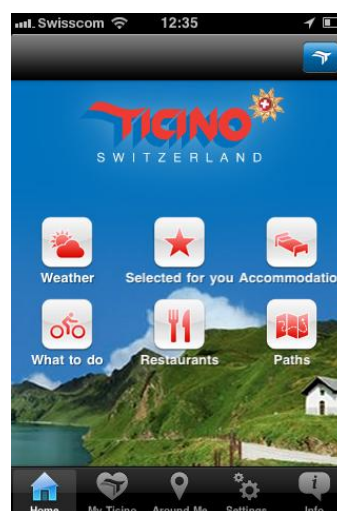 Swisscom 12:35
TICINO
SWITZERLAND
Weather Selected for you Accommodatio
What to do Restaurants Paths
Home My Ticino Around Me Settings Info